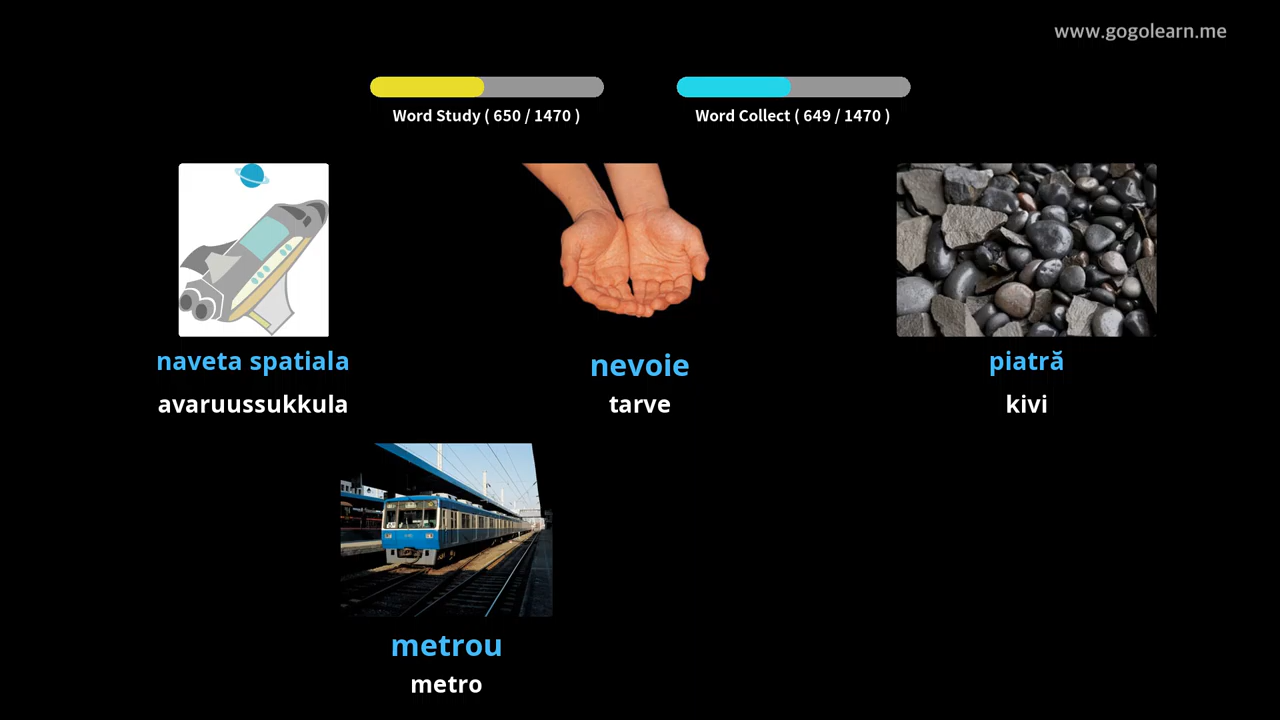 www.gogolearn.me
Word Study ( 650 / 1470 )
Word Collect ( 649 / 1470 )
naveta spatiala
avaruussukkula
nevoie
tarve
piatră
kivi
metrou
metro